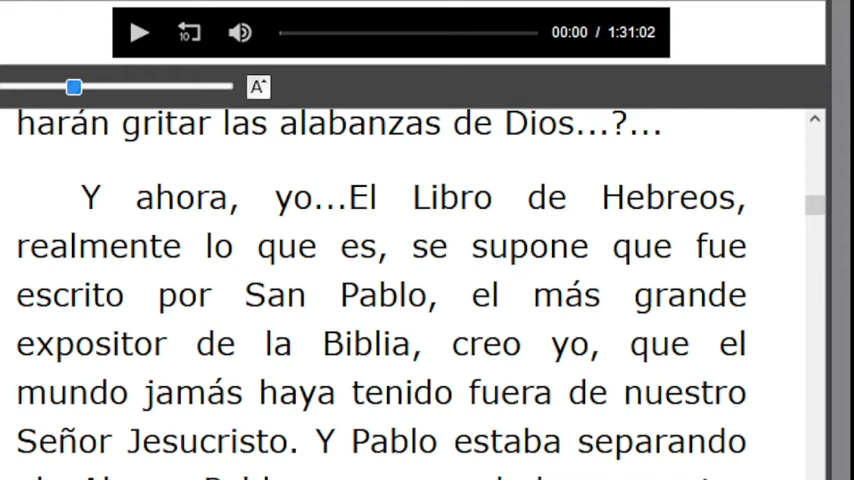 10
00:00 / 1:31:02
A
harán gritar las alabanzas de Dios...?...
Y ahora, yo...El Libro de Hebreos,
realmente lo que es, se supone que fue
escrito por San Pablo, el más grande
expositor de la Biblia, creo yo, que el
mundo jamás haya tenido fuera de nuestro
Señor Jesucristo. Y Pablo estaba separando